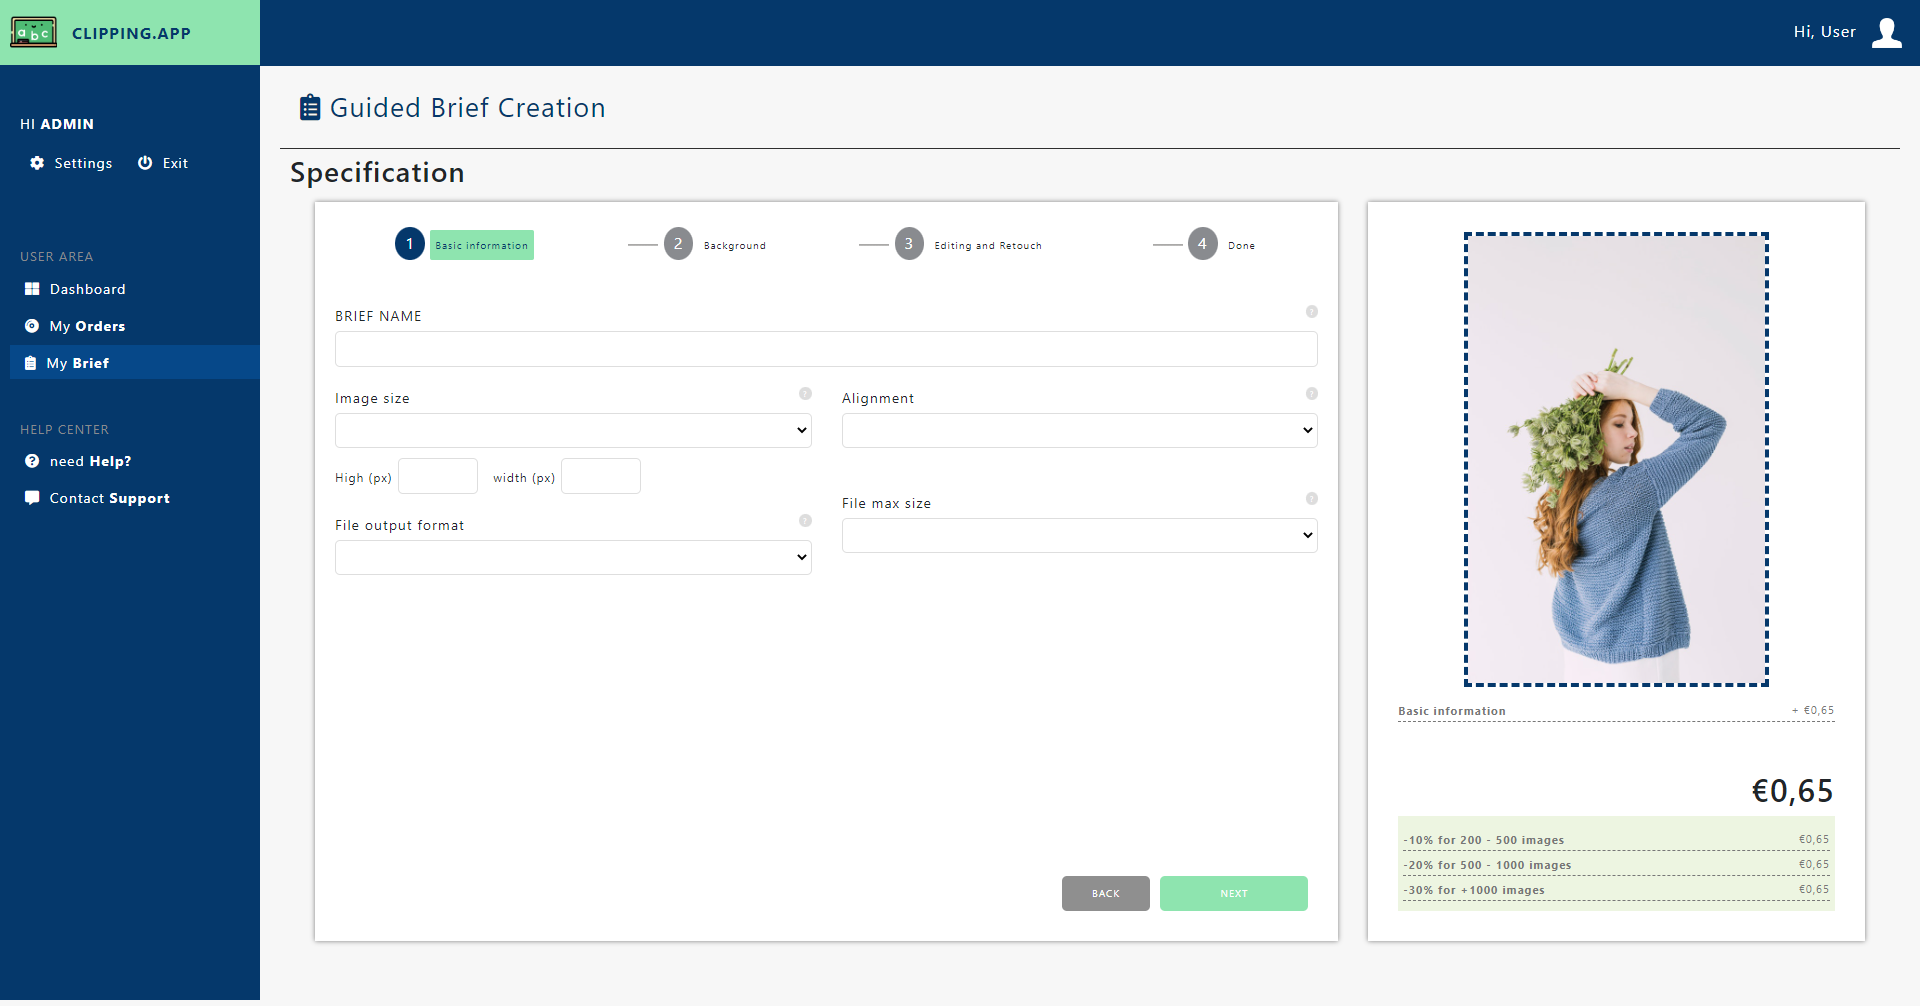 abc
CLIPPING.APP
Hi, User
HI ADMIN
Settings
Exit
USER AREA
Dashboard
My Orders
My Brief
HELP CENTER
need Help?
Contact Support
Guided Brief Creation
Specification
1 Basic information
2 Background
3 Editing and Retouch
4 Done
BRIEF NAME
?
Image size
?
Alignment
?
High (px)
width (px)
File output format
?
File max size
?
BACK
NEXT
Basic information + €0,65
€0,65
-10% for 200 - 500 images €0,65
-20% for 500 - 1000 images €0,65
-30% for +1000 images €0,65